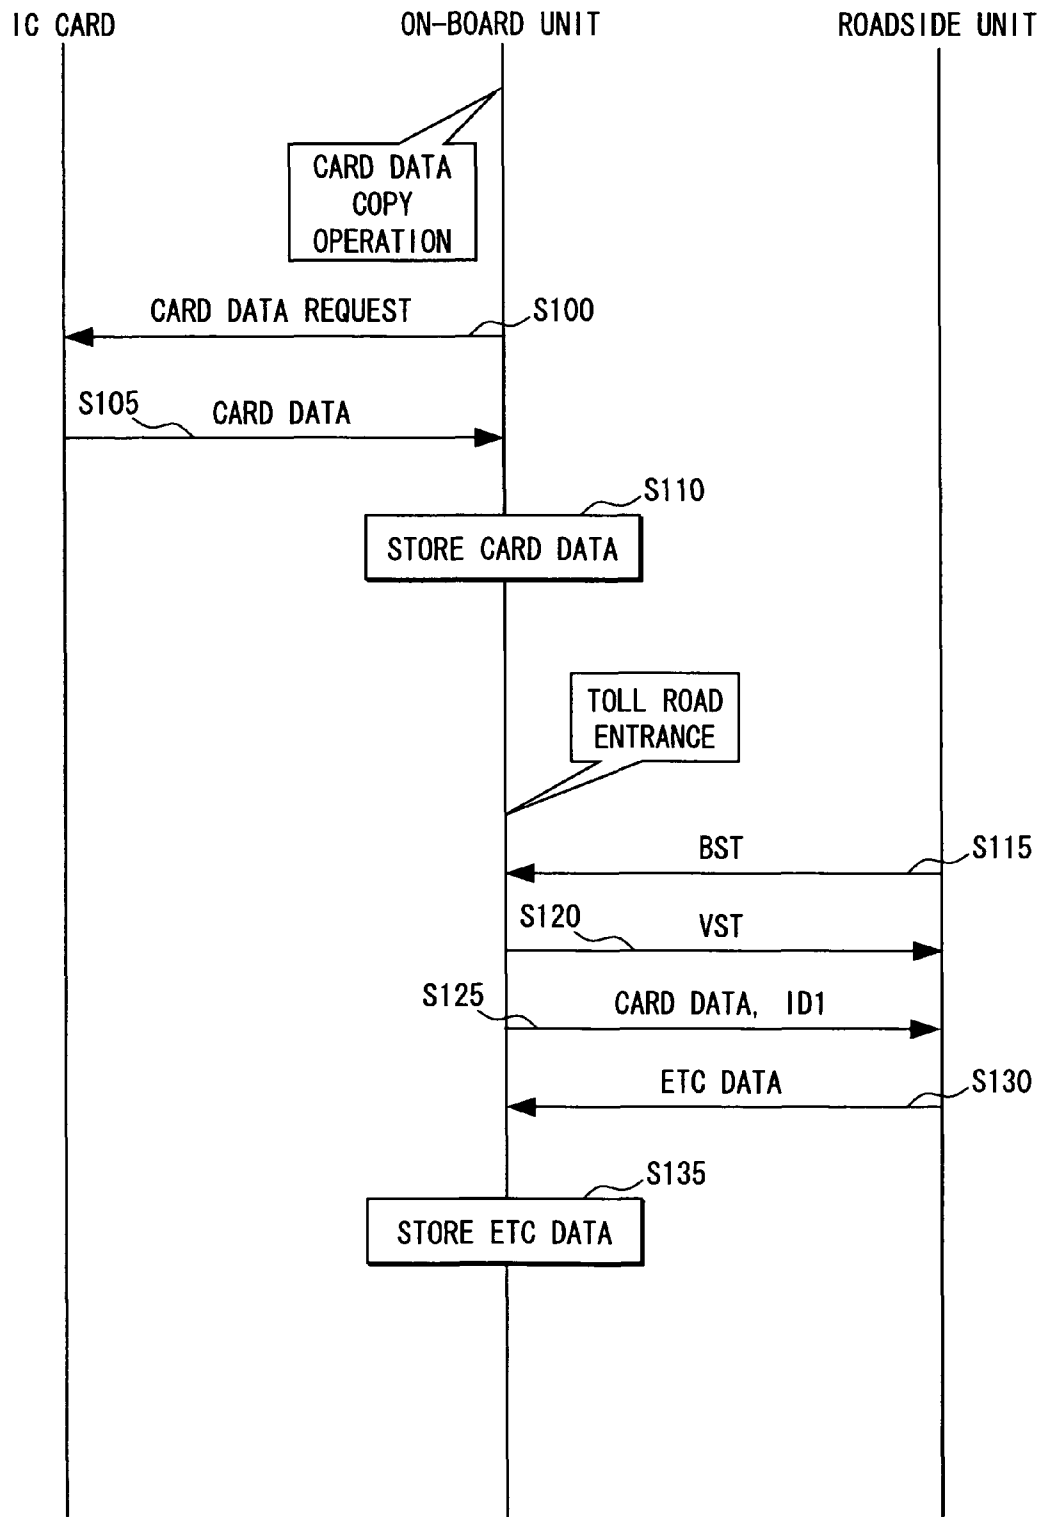 IC CARD
ON-BOARD UNIT
ROADSIDE UNIT
CARD DATA
COPY
OPERATION
CARD DATA REQUEST
S100
S105
CARD DATA
S110
STORE CARD DATA
TOLL ROAD
ENTRANCE
BST
S115
S120
VST
S125
CARD DATA, ID1
ETC DATA
S130
S135
STORE ETC DATA